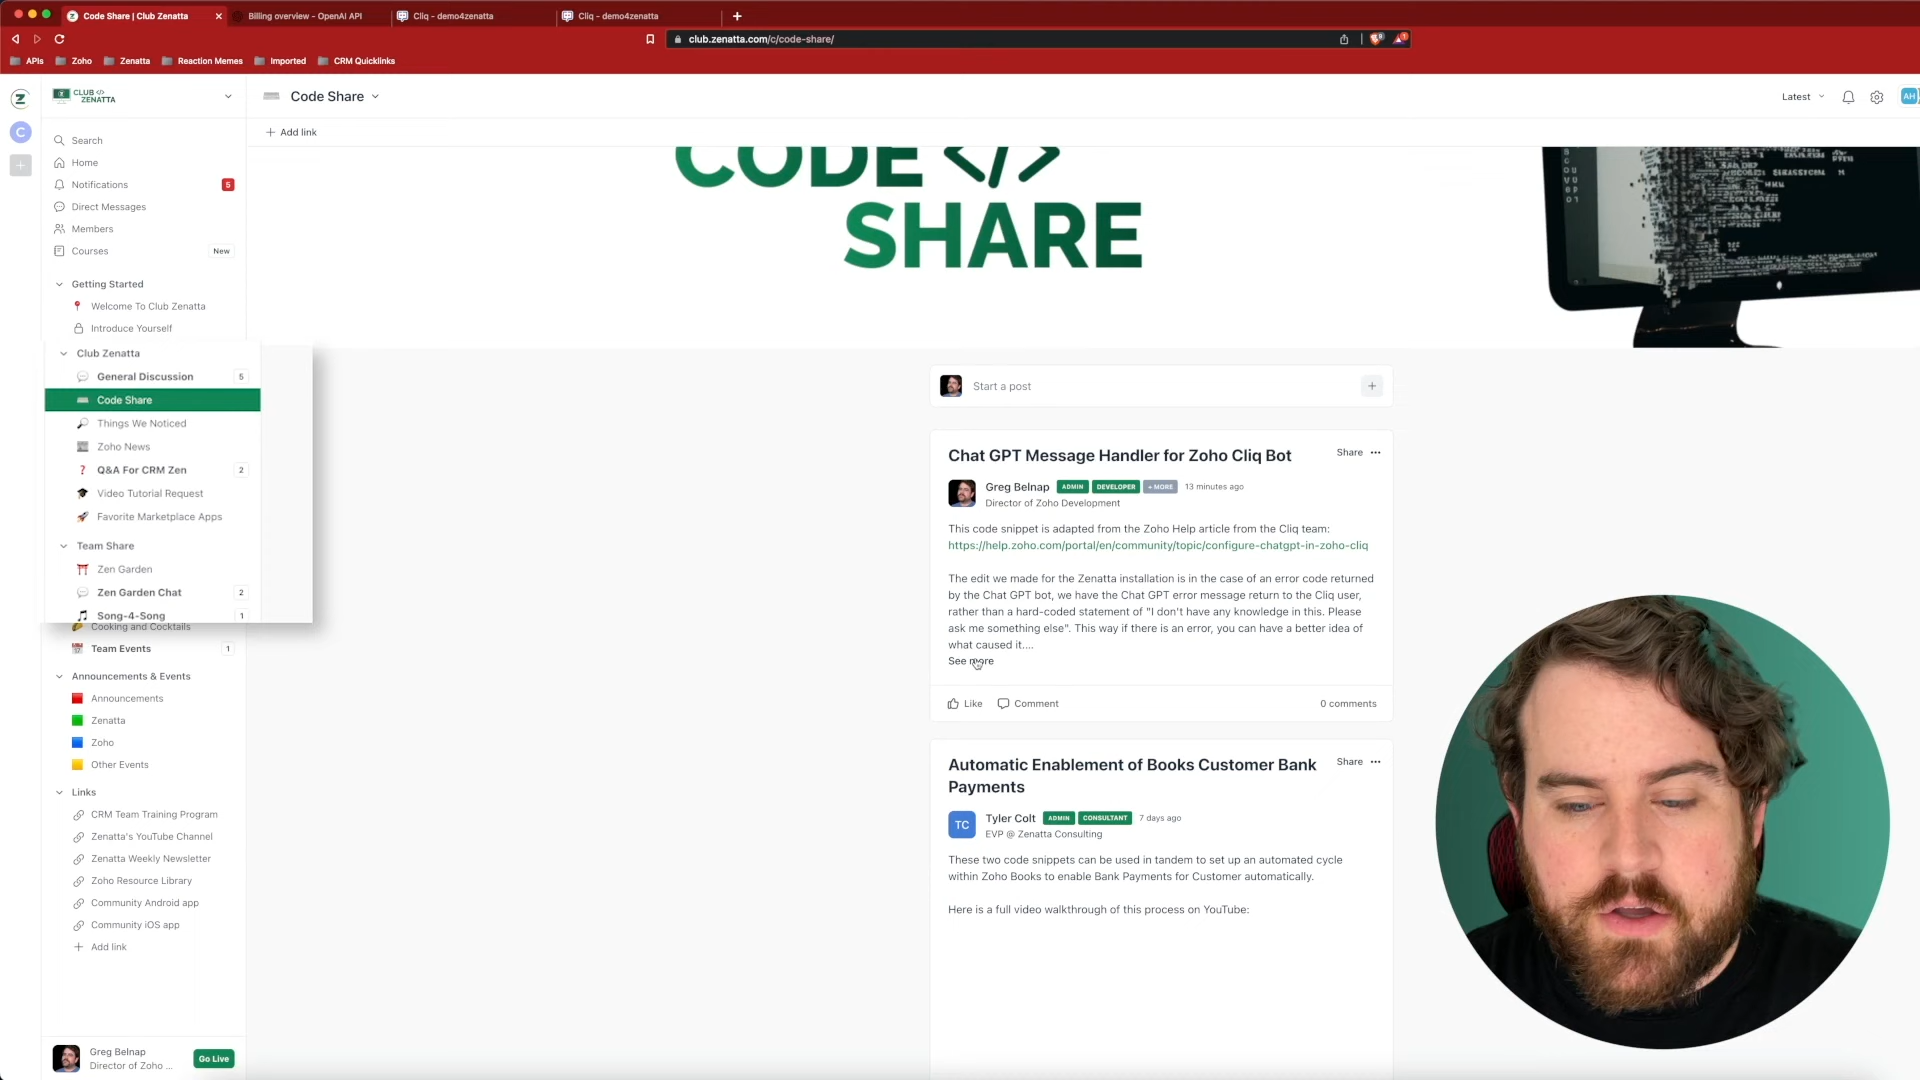 Code Share | Club Zenatta
Billing overview - OpenAI API
Cliq - demo4zenatta
Cliq - demo4zenatta
club.zenatta.com/c/code-share/
APIs
Zoho
Zenatta
Reaction Memes
Imported
CRM Quicklinks
Z
C
CLUB </>
ZENATTA
Search
Home
Notifications
5
Direct Messages
Members
Courses
New
Getting Started
Welcome To Club Zenatta
Introduce Yourself
Club Zenatta
General Discussion
5
Code Share
Things We Noticed
Zoho News
Q&A For CRM Zen
2
Video Tutorial Request
Favorite Marketplace Apps
Team Share
Zen Garden
Zen Garden Chat
2
Song-4-Song
1
Cooking and Cocktails
Team Events
1
Announcements & Events
Announcements
Zenatta
Zoho
Other Events
Links
CRM Team Training Program
Zenatta's YouTube Channel
Zenatta Weekly Newsletter
Zoho Resource Library
Community Android app
Community iOS app
Add link
Greg Belnap
Director of Zoho ...
Go Live
Code Share
Latest
AH
Add link
CODE </>
SHARE
Start a post
Chat GPT Message Handler for Zoho Cliq Bot
Share
Greg Belnap
ADMIN
DEVELOPER
+ MORE
13 minutes ago
Director of Zoho Development
This code snippet is adapted from the Zoho Help article from the Cliq team:
https://help.zoho.com/portal/en/community/topic/configure-chatgpt-in-zoho-cliq
The edit we made for the Zenatta installation is in the case of an error code returned
by the Chat GPT bot, we have the Chat GPT error message return to the Cliq user,
rather than a hard-coded statement of "I don't have any knowledge in this. Please
ask me something else". This way if there is an error, you can have a better idea of
what caused it....
See more
Like
Comment
0 comments
Automatic Enablement of Books Customer Bank
Payments
Share
TC
Tyler Colt
ADMIN
CONSULTANT
7 days ago
EVP @ Zenatta Consulting
These two code snippets can be used in tandem to set up an automated cycle
within Zoho Books to enable Bank Payments for Customer automatically.
Here is a full video walkthrough of this process on YouTube: